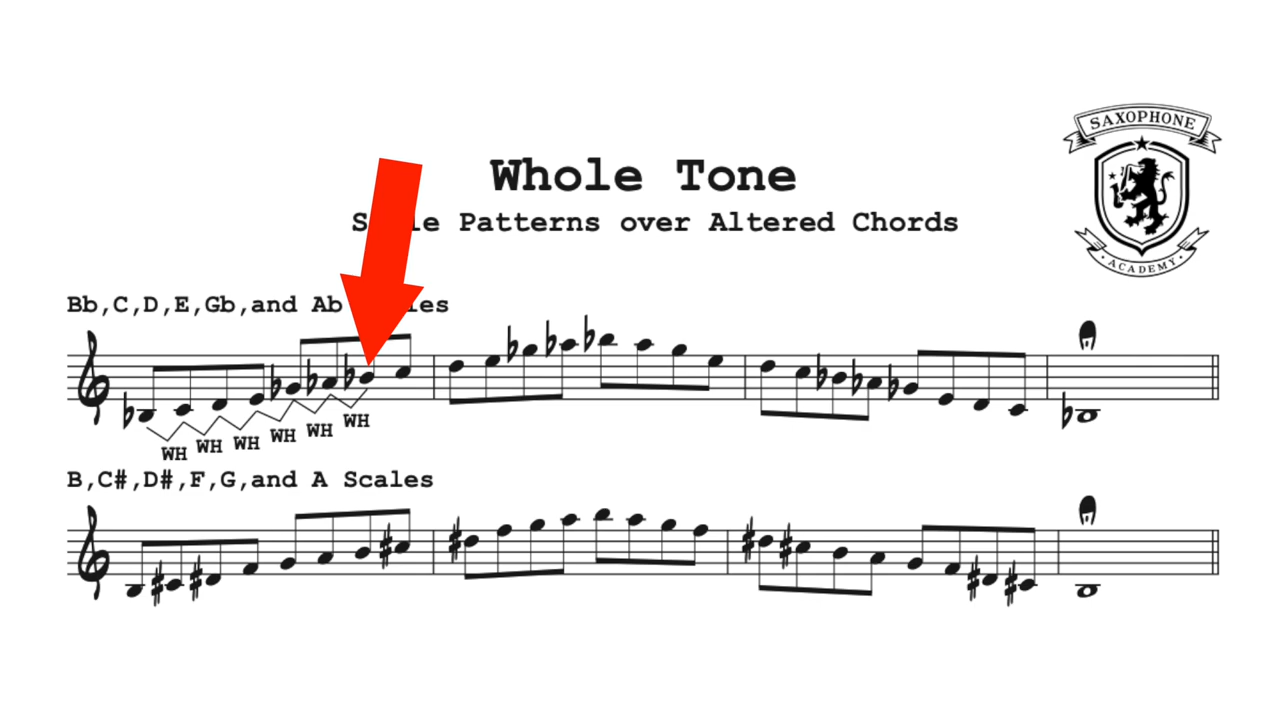 SAXOPHONE
Whole Tone
Patterns over Altered Chords
ACADEMY
Bb,C,D,E,Gb,and Ab
WH WH WH WH WH WH
B,C#,D#,F,G,and A Scales